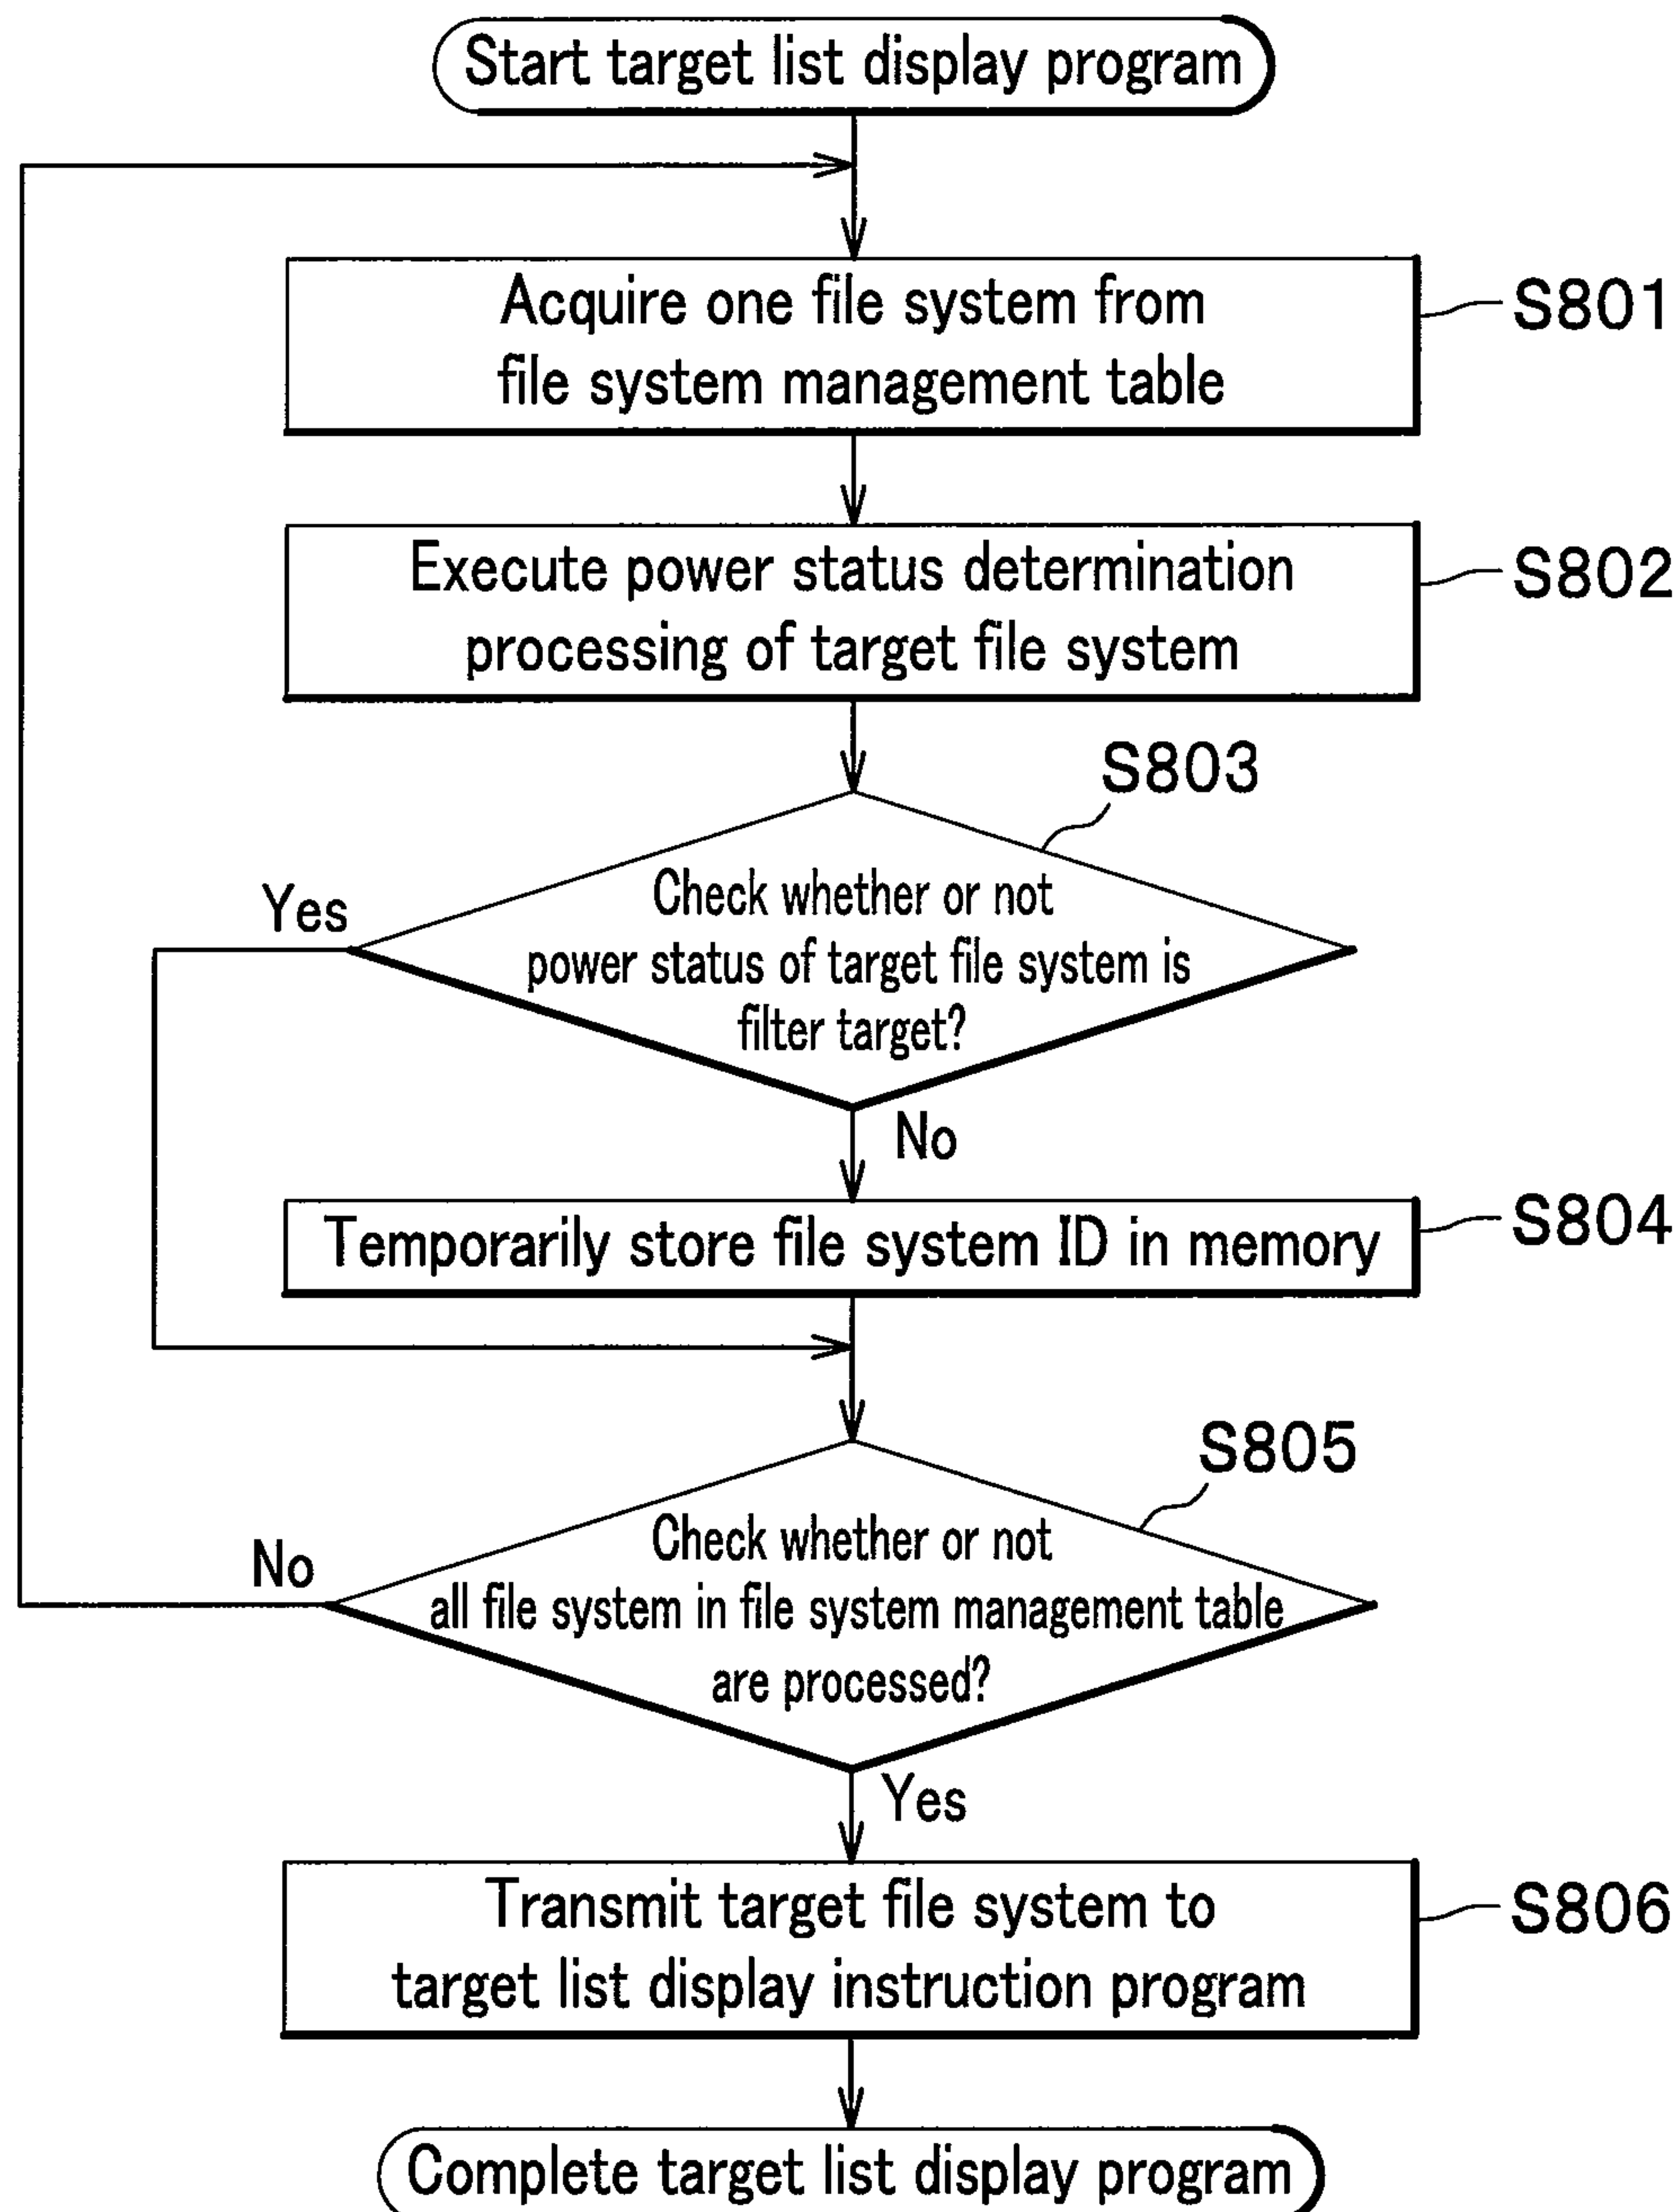 Start target list display program
Acquire one file system from
file system management table
S801
Execute power status determination
processing of target file system
S802
S803
Check whether or not
power status of target file system is
filter target?
Yes
No
Temporarily store file system ID in memory
S804
S805
Check whether or not
all file system in file system management table
are processed?
No
Yes
Transmit target file system to
target list display instruction program
S806
Complete target list display program